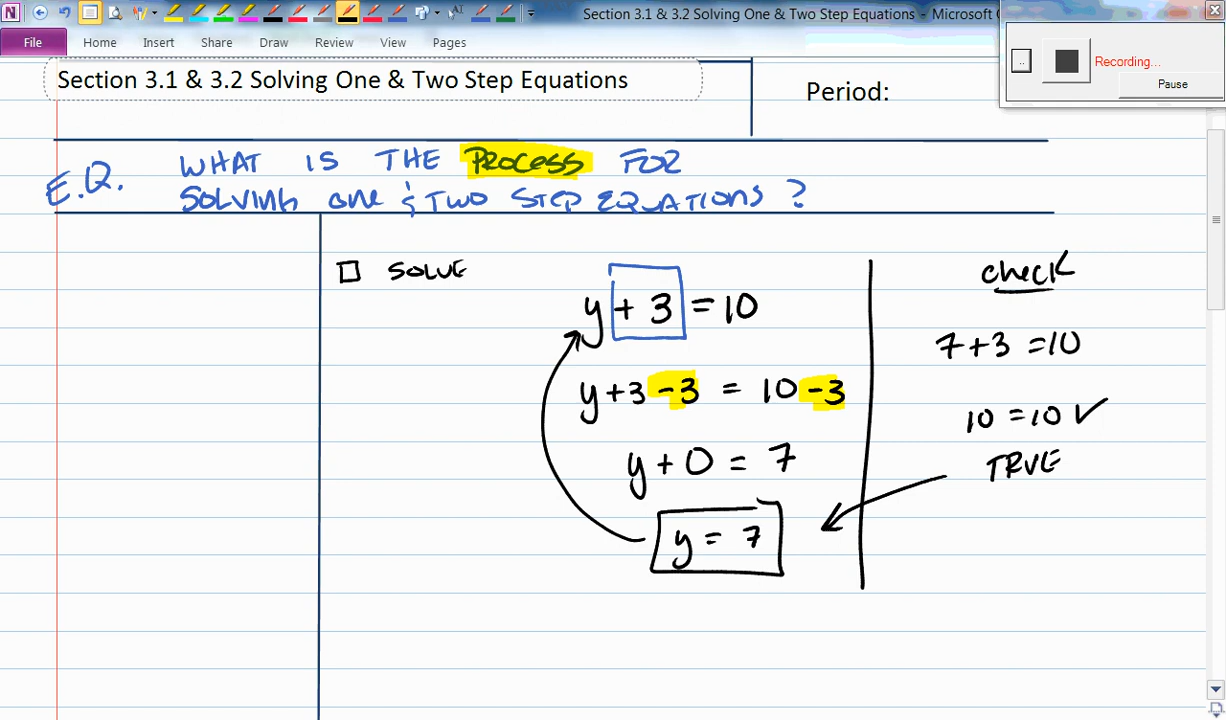 Section 3.1 & 3.2 Solving One & Two Step Equations - Microsoft
File Home Insert Share Draw Review View Pages
Recording...
Pause
Section 3.1 & 3.2 Solving One & Two Step Equations
Period:
E.Q. WHAT IS THE PROCESS FOR
SOLVING ONE & TWO STEP EQUATIONS ?
SOLVE
y + 3 = 10
y + 3 - 3 = 10 - 3
y + 0 = 7
y = 7
check
7 + 3 = 10
10 = 10 ✓
TRUE